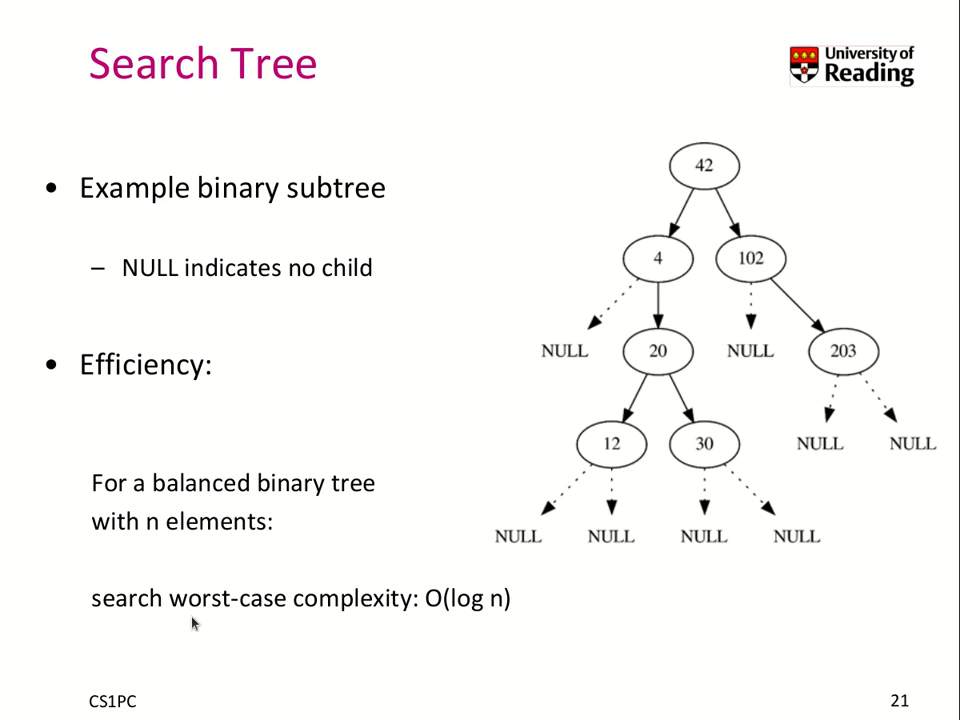 Search Tree
University of
Reading
• Example binary subtree
– NULL indicates no child
• Efficiency:
For a balanced binary tree
with n elements:
search worst-case complexity: O(log n)
42
4 102
NULL 20 NULL 203
12 30 NULL NULL
NULL NULL NULL NULL
CS1PC
21